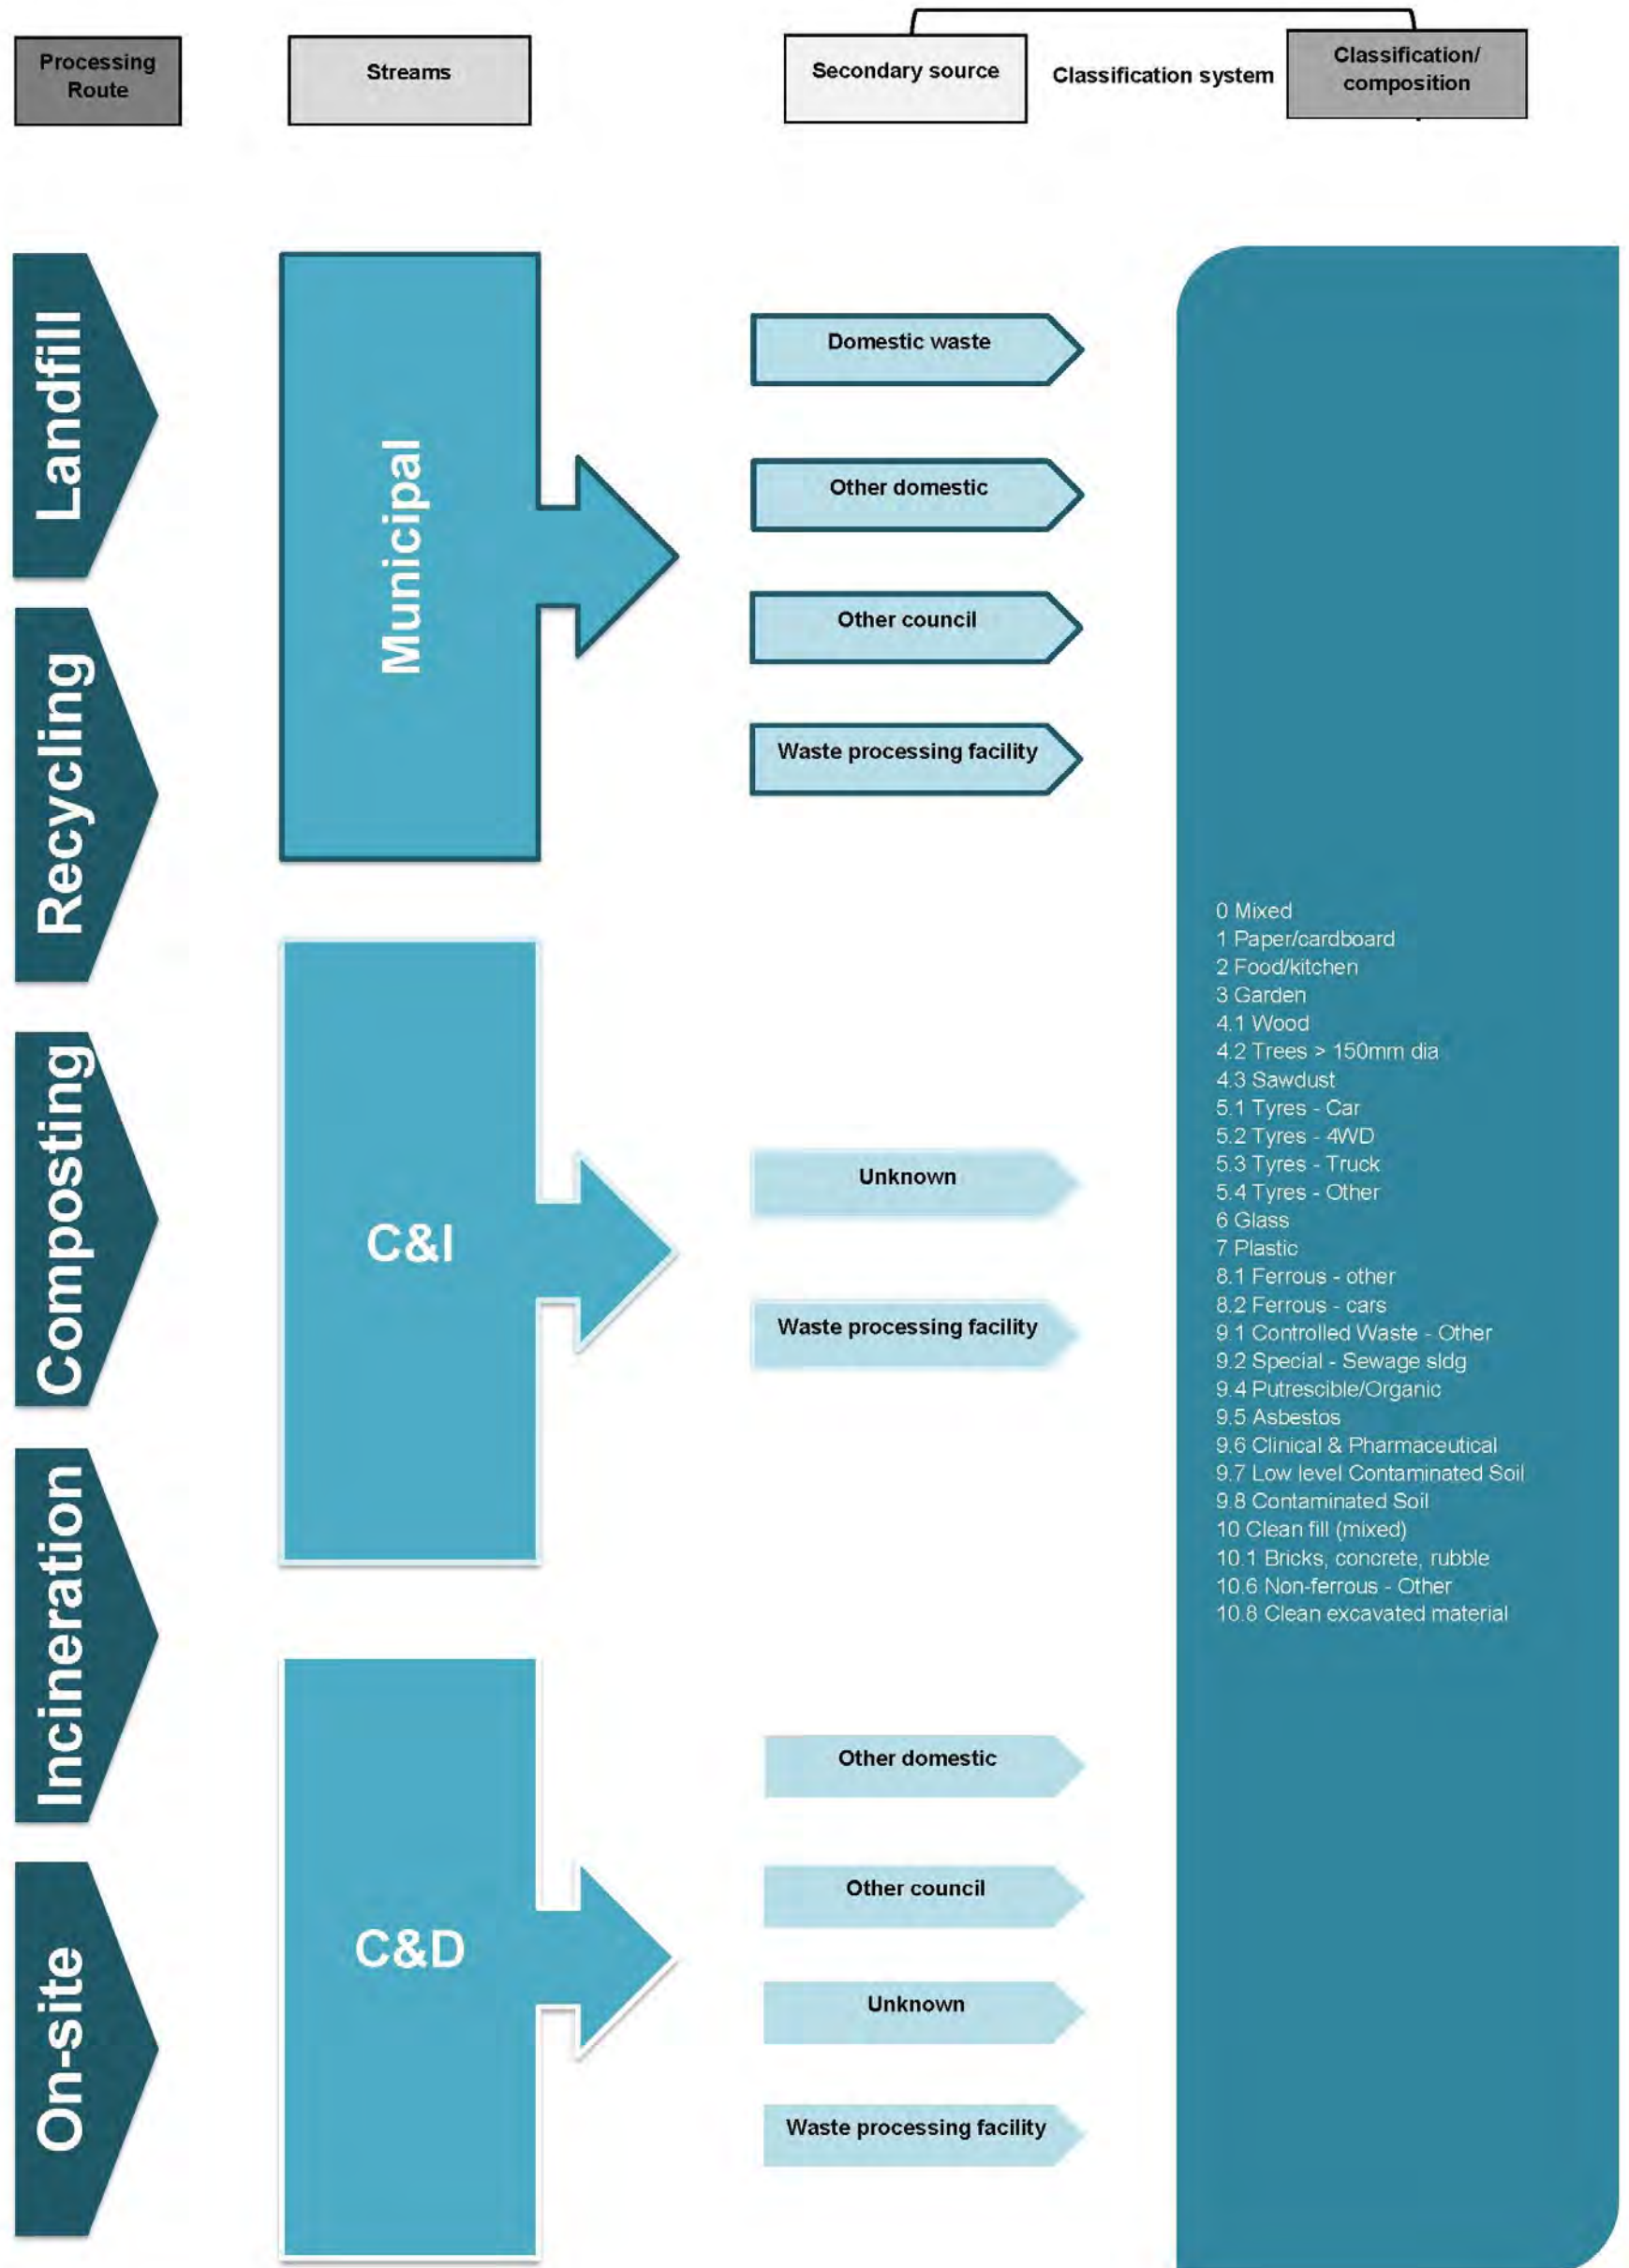 Processing
Route
Streams
Secondary source
Classification system
Classification/
composition
Landfill
Recycling
Composting
Incineration
On-site
Municipal
Domestic waste
Other domestic
Other council
Waste processing facility
C&I
Unknown
Waste processing facility
C&D
Other domestic
Other council
Unknown
Waste processing facility
0 Mixed
1 Paper/cardboard
2 Food/kitchen
3 Garden
4.1 Wood
4.2 Trees > 150mm dia
4.3 Sawdust
5.1 Tyres - Car
5.2 Tyres - 4WD
5.3 Tyres - Truck
5.4 Tyres - Other
6 Glass
7 Plastic
8.1 Ferrous - other
8.2 Ferrous - cars
9.1 Controlled Waste - Other
9.2 Special - Sewage sldg
9.4 Putrescible/Organic
9.5 Asbestos
9.6 Clinical & Pharmaceutical
9.7 Low level Contaminated Soil
9.8 Contaminated Soil
10 Clean fill (mixed)
10.1 Bricks, concrete, rubble
10.6 Non-ferrous - Other
10.8 Clean excavated material